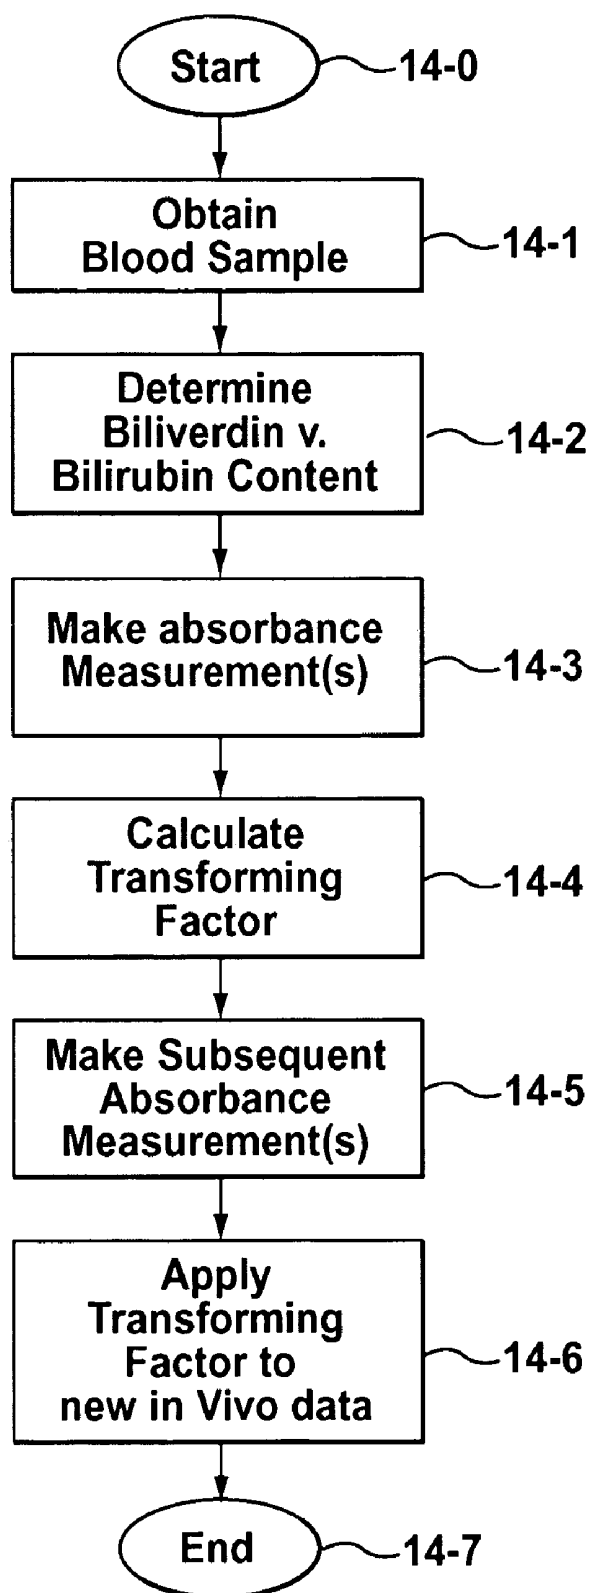 Start
14-0
Obtain
Blood Sample
14-1
Determine
Biliverdin v.
Bilirubin Content
14-2
Make absorbance
Measurement(s)
14-3
Calculate
Transforming
Factor
14-4
Make Subsequent
Absorbance
Measurement(s)
14-5
Apply
Transforming
Factor to
new in Vivo data
14-6
End
14-7